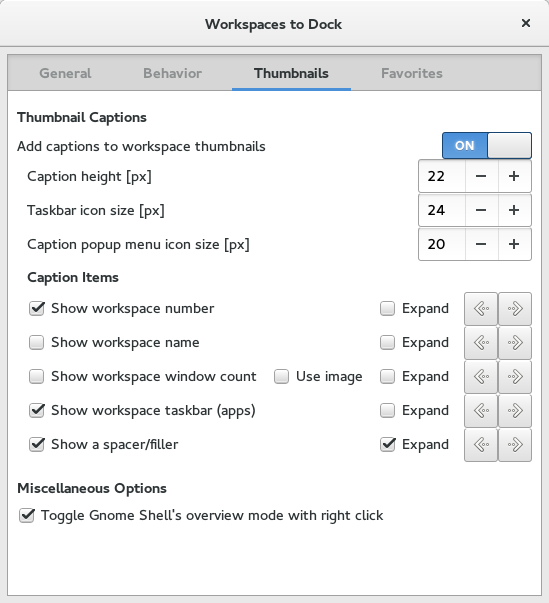 Workspaces to Dock
General Behavior Thumbnails Favorites
Thumbnail Captions
Add captions to workspace thumbnails ON
Caption height [px] 22
Taskbar icon size [px] 24
Caption popup menu icon size [px] 20
Caption Items
Show workspace number Expand
Show workspace name Expand
Show workspace window count Use image Expand
Show workspace taskbar (apps) Expand
Show a spacer/filler Expand
Miscellaneous Options
Toggle Gnome Shell's overview mode with right click